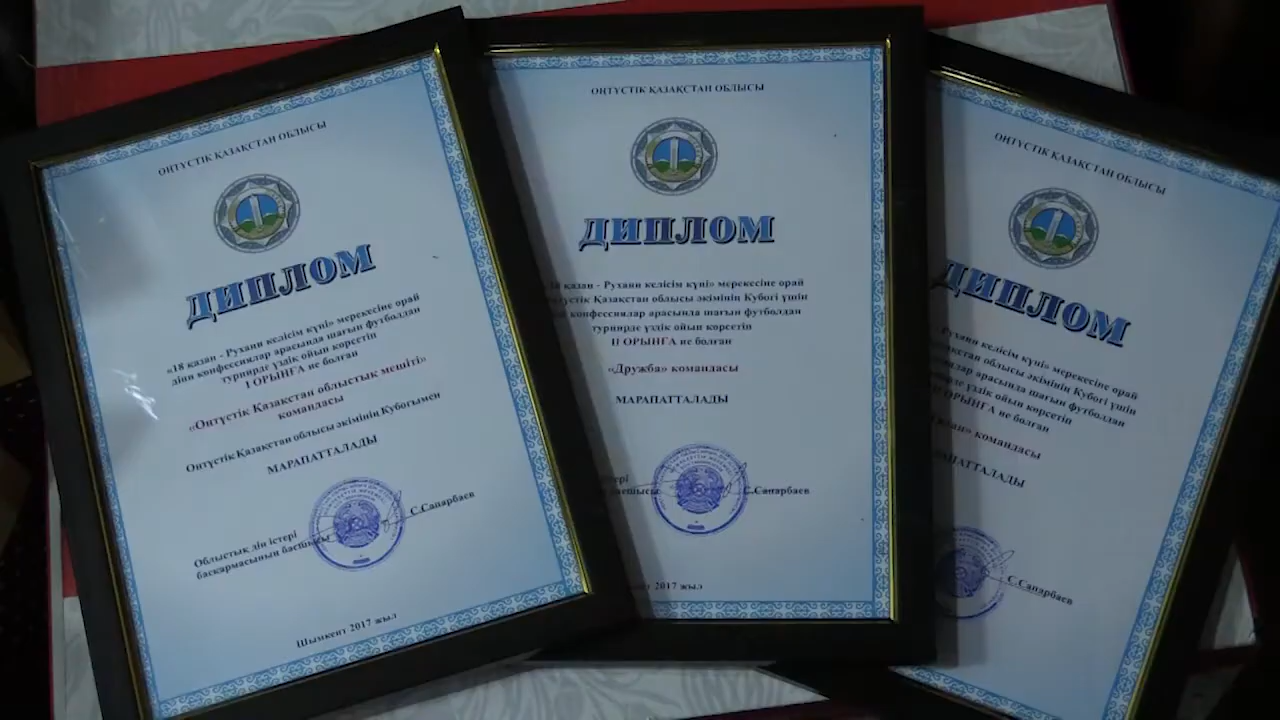 ОҢТҮСТІК ҚАЗАҚСТАН ОБЛЫСЫ
ДИПЛОМ
«18 қазан - Рухани келісім күні» мерекесіне орай
діни конфессиялар арасында шағын футболдан
турнирде үздік ойын көрсетіп
І ОРЫНҒА ие болған
«Оңтүстік Қазақстан облыстық мешіті»
командасы
Оңтүстік Қазақстан облысы әкімінің Кубогымен
МАРАПАТТАЛАДЫ
Облыстық дін істері
басқармасының басшысы
С.Сапарбаев
Шымкент 2017 жыл
ОҢТҮСТІК ҚАЗАҚСТАН ОБЛЫСЫ
ДИПЛОМ
18 қазан - Рухани келісім күні» мерекесіне орай
Оңтүстік Қазақстан облысы әкімінің Кубогі үшін
конфессиялар арасында шағын футболдан
турнирде үздік ойын көрсетіп
ІІ ОРЫНҒА ие болған
«Дружба» командасы
МАРАПАТТАЛАДЫ
С.Сапарбаев
2017 жыл
ОҢТҮСТІК ҚАЗАҚСТАН ОБЛЫСЫ
ДИПЛОМ
Рухани келісім күні» мерекесіне орай
облысы әкімінің Кубогі үшін
арасында шағын футболдан
үздік ойын көрсетіп
ОРЫНҒА ие болған
командасы
С.Сапарбаев